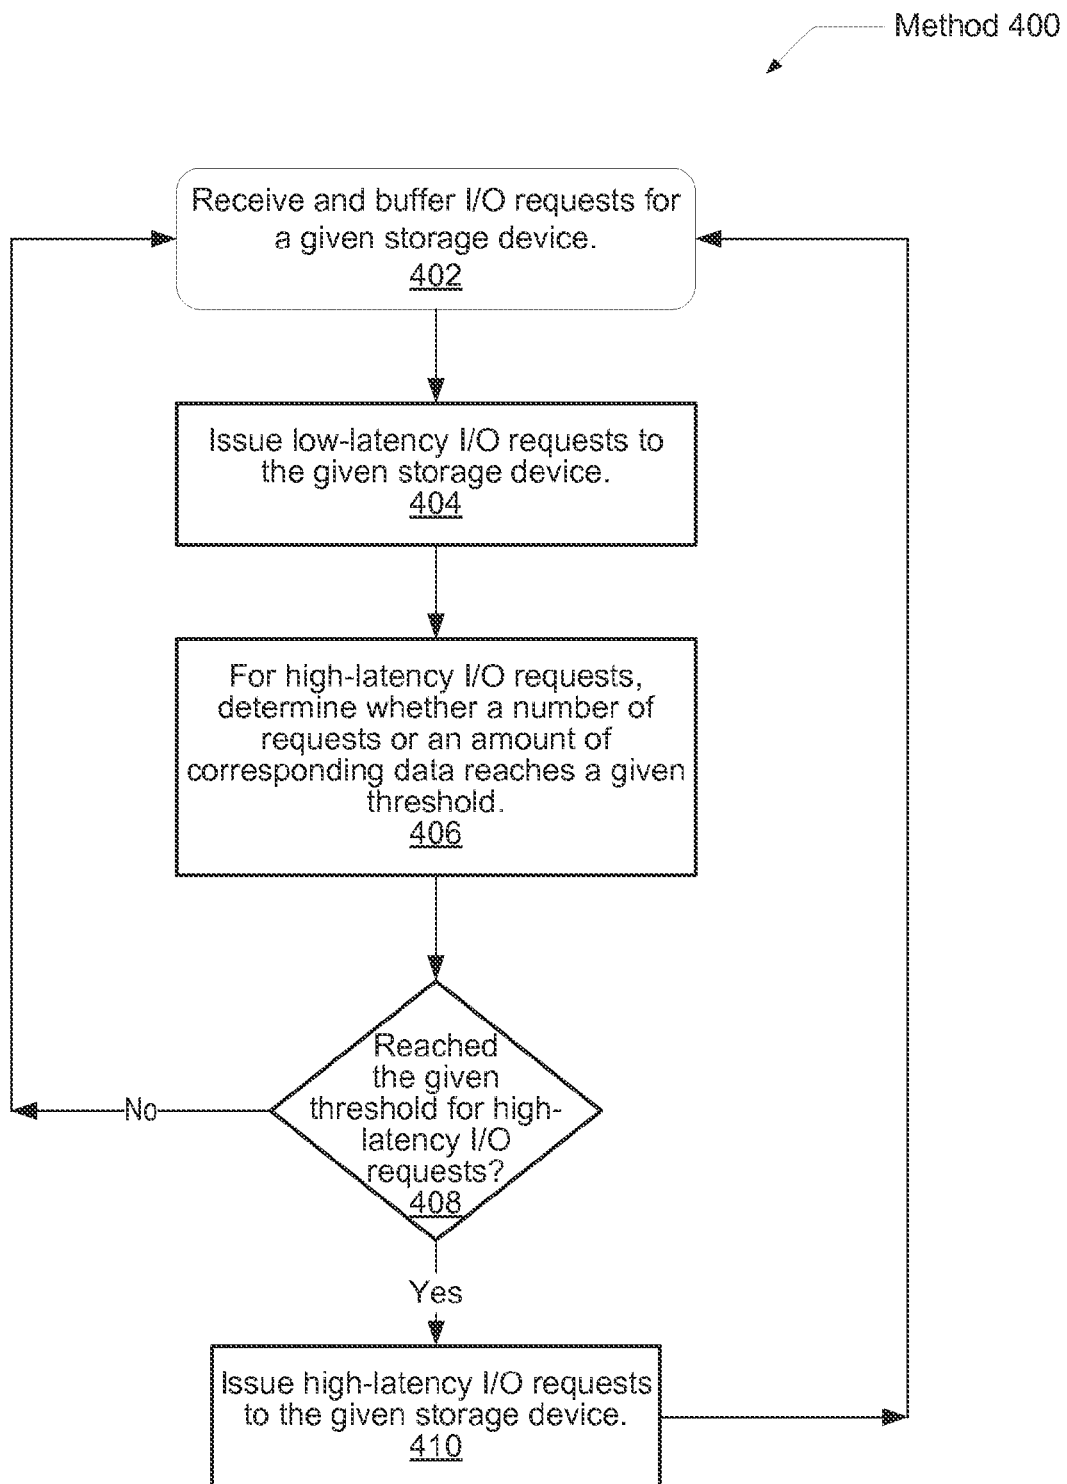 Method 400
Receive and buffer I/O requests for
a given storage device.
402
Issue low-latency I/O requests to
the given storage device.
404
For high-latency I/O requests,
determine whether a number of
requests or an amount of
corresponding data reaches a given
threshold.
406
Reached
the given
threshold for high-
latency I/O
requests?
408
No
Yes
Issue high-latency I/O requests
to the given storage device.
410